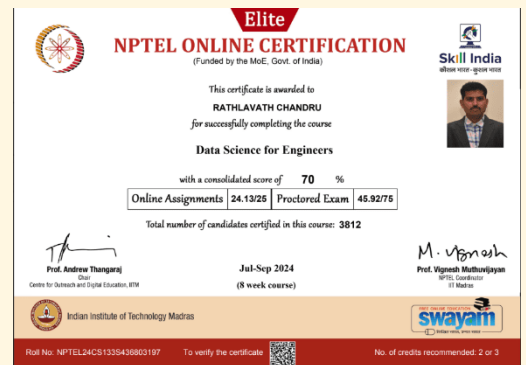 Elite
NPTEL ONLINE CERTIFICATION
(Funded by the MoE, Govt. of India)
Skill India
कौशल भारत-कुशल भारत
This certificate is awarded to
RATHLAVATH CHANDRU
for successfully completing the course
Data Science for Engineers
with a consolidated score of 70 %
Online Assignments 24.13/25 Proctored Exam 45.92/75
Total number of candidates certified in this course: 3812
M. Vignesh
Prof. Andrew Thangaraj
Chair
Centre for Outreach and Digital Education, IITM
Jul-Sep 2024
(8 week course)
Prof. Vignesh Muthuvijayan
NPTEL Coordinator
IIT Madras
Indian Institute of Technology Madras
FREE ONLINE EDUCATION
swayam
Roll No: NPTEL24CS133S436803197 To verify the certificate No. of credits recommended: 2 or 3